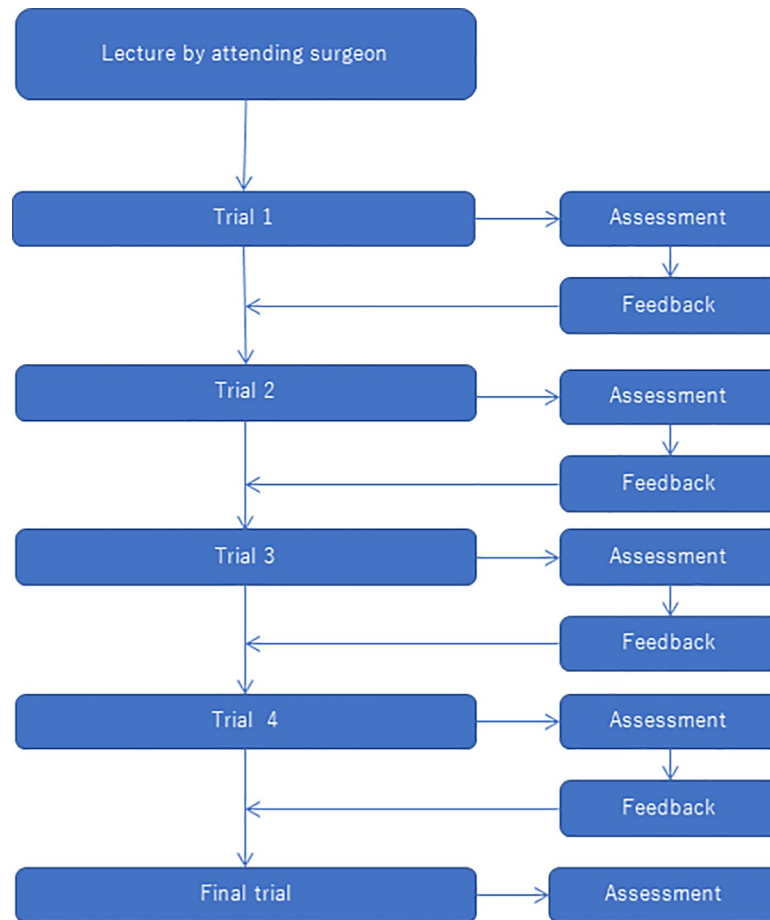 Lecture by attending surgeon
Trial 1
Assessment
Feedback
Trial 2
Assessment
Feedback
Trial 3
Assessment
Feedback
Trial 4
Assessment
Feedback
Final trial
Assessment